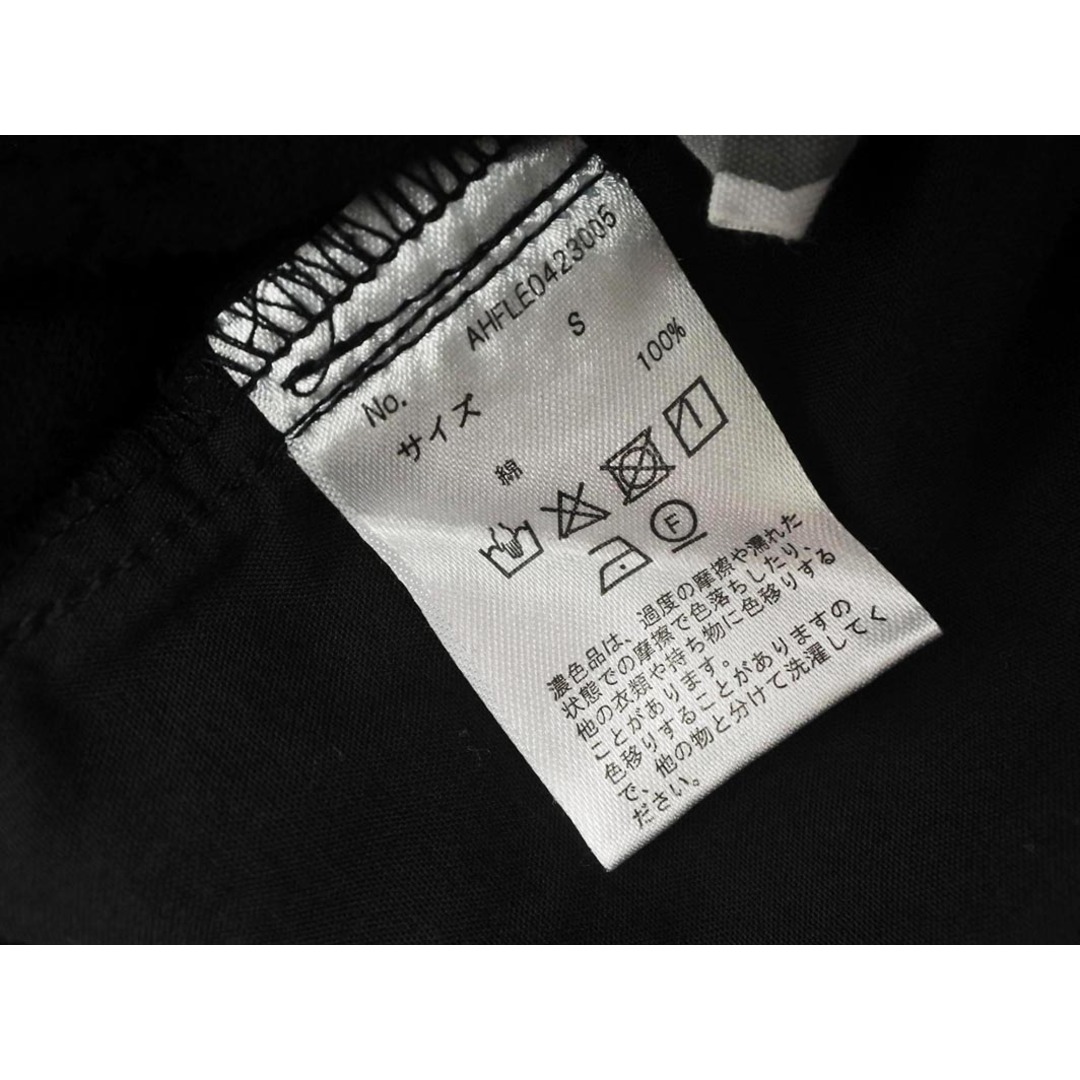 No. AHFLE0423005
サイズ S
綿 100%
F
濃色品は、過度の摩擦や濡れた
状態での摩擦で色落ちしたり、
他の衣類や持ち物に色移りする
ことがあります。
色移りすることがありますの
で、他の物と分けて洗濯してく
ださい。